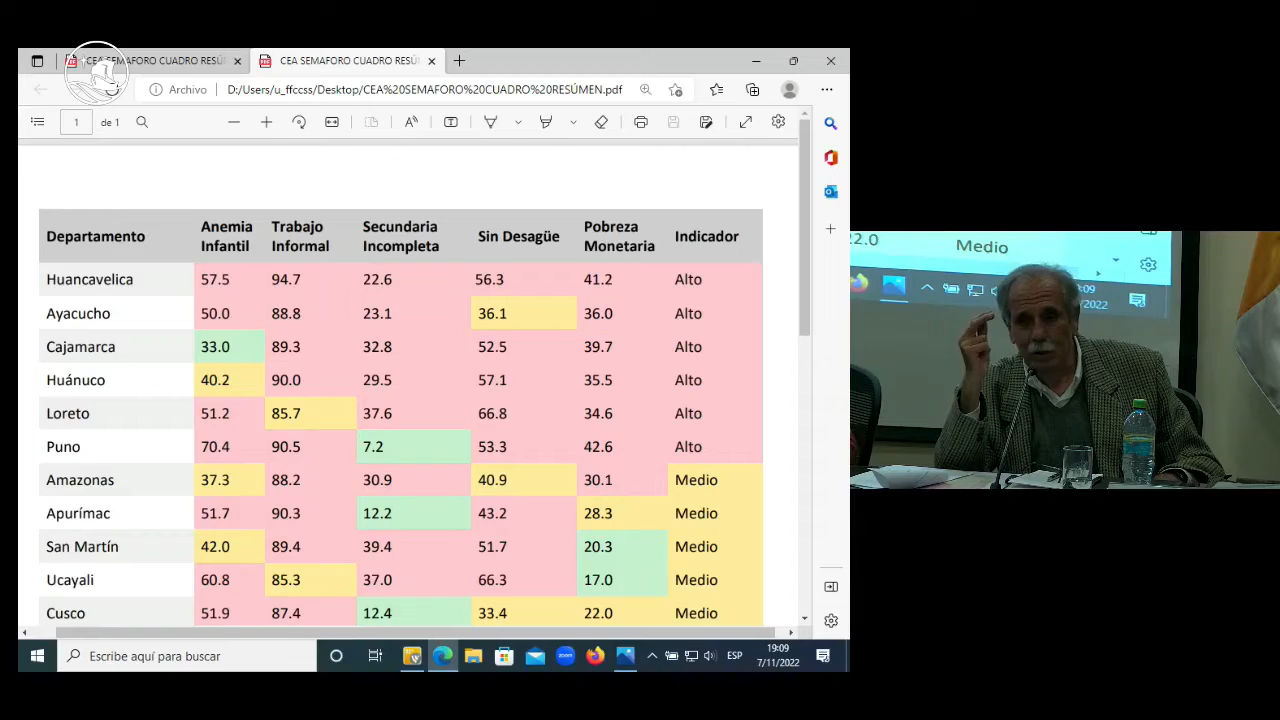 CEA SEMAFORO CUADRO RESÚ
CEA SEMAFORO CUADRO RESÚ
Archivo
D:/Users/u_ffccss/Desktop/CEA%20SEMAFORO%20CUADRO%20RESÚMEN.pdf
1 de 1
Departamento Anemia Infantil Trabajo Informal Secundaria Incompleta Sin Desagüe Pobreza Monetaria Indicador
Huancavelica 57.5 94.7 22.6 56.3 41.2 Alto
Ayacucho 50.0 88.8 23.1 36.1 36.0 Alto
Cajamarca 33.0 89.3 32.8 52.5 39.7 Alto
Huánuco 40.2 90.0 29.5 57.1 35.5 Alto
Loreto 51.2 85.7 37.6 66.8 34.6 Alto
Puno 70.4 90.5 7.2 53.3 42.6 Alto
Amazonas 37.3 88.2 30.9 40.9 30.1 Medio
Apurímac 51.7 90.3 12.2 43.2 28.3 Medio
San Martín 42.0 89.4 39.4 51.7 20.3 Medio
Ucayali 60.8 85.3 37.0 66.3 17.0 Medio
Cusco 51.9 87.4 12.4 33.4 22.0 Medio
Escribe aquí para buscar
zoom
ESP
19:09
7/11/2022
22.0 Medio
:09
/2022